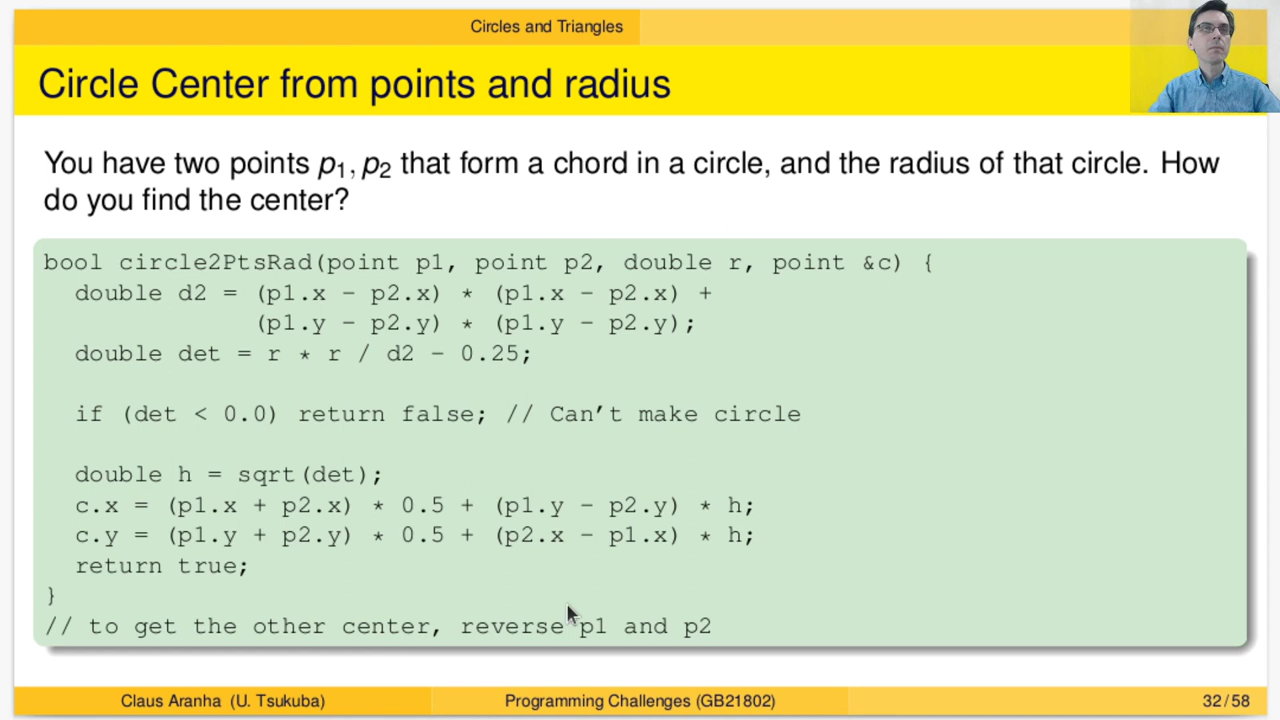 Circles and Triangles
Circle Center from points and radius
You have two points p1, p2 that form a chord in a circle, and the radius of that circle. How
do you find the center?
bool circle2PtsRad(point p1, point p2, double r, point &c) {
  double d2 = (p1.x - p2.x) * (p1.x - p2.x) +
              (p1.y - p2.y) * (p1.y - p2.y);
  double det = r * r / d2 - 0.25;
  if (det < 0.0) return false; // Can't make circle
  double h = sqrt(det);
  c.x = (p1.x + p2.x) * 0.5 + (p1.y - p2.y) * h;
  c.y = (p1.y + p2.y) * 0.5 + (p2.x - p1.x) * h;
  return true;
}
// to get the other center, reverse p1 and p2
Claus Aranha (U. Tsukuba) Programming Challenges (GB21802) 32/58